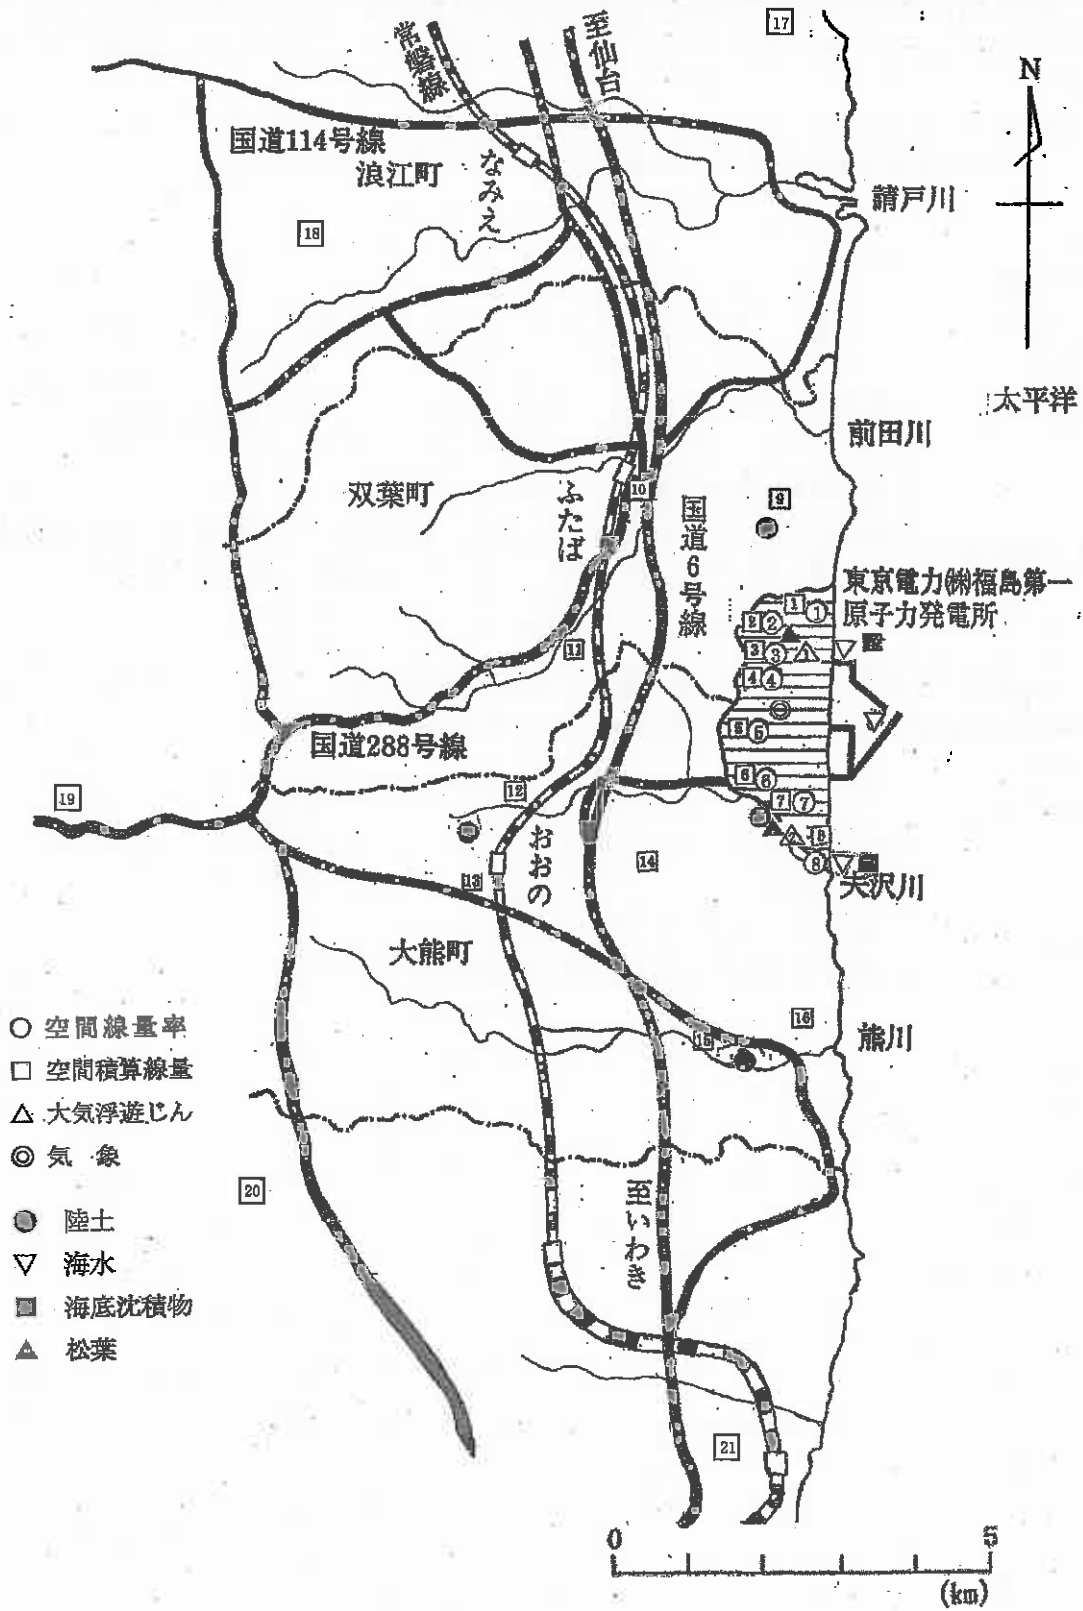 17
常磐線
至仙台
N
国道114号線
浪江町
なみえ
請戸川
18
太平洋
前田川
双葉町
ふたば
10
国道6号線
9
東京電力㈱福島第一
原子力発電所
1 ①
2 ②
3 ③ 1
4 ④
5 ⑤
6 ⑥
7 ⑦
2 8
⑧
11
国道288号線
19
12
おおの
13
14
夫沢川
大熊町
15
16
熊川
○ 空間線量率
□ 空間積算線量
△ 大気浮遊じん
◎ 気 象
● 陸土
▽ 海水
■ 海底沈積物
▲ 松葉
20
至いわき
21
0 5
(km)